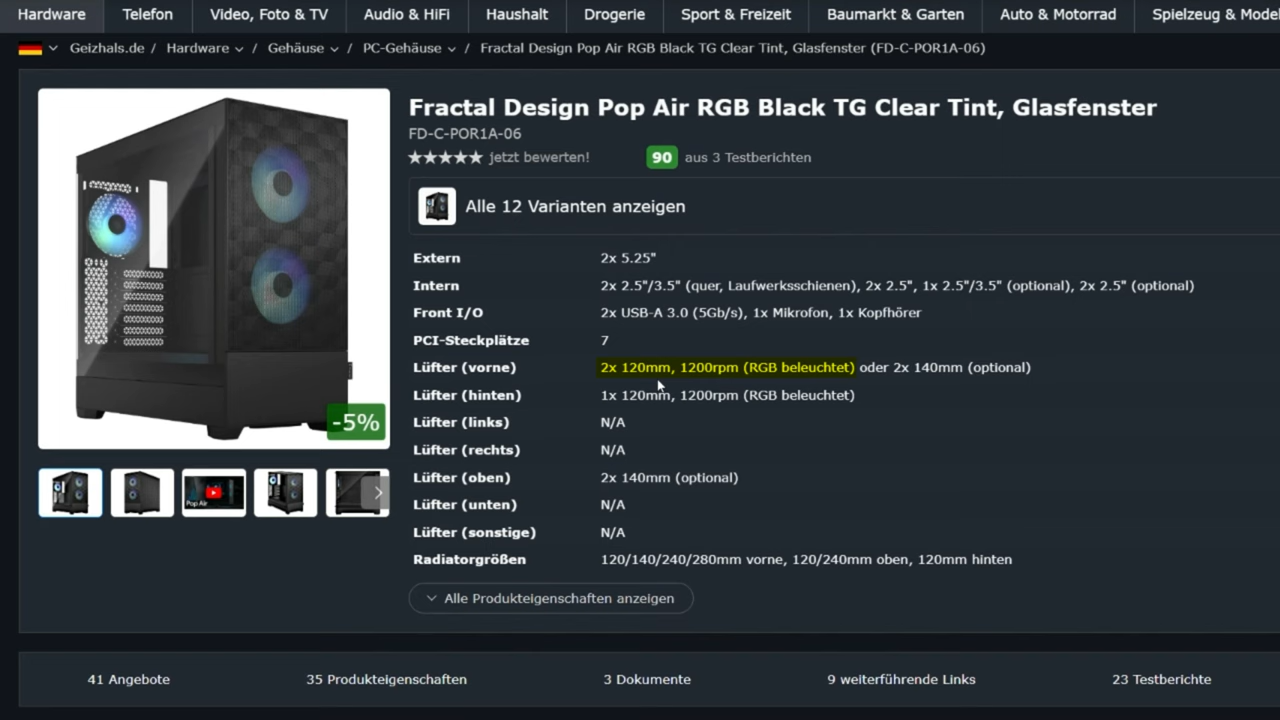 Hardware Telefon Video, Foto & TV Audio & HiFi Haushalt Drogerie Sport & Freizeit Baumarkt & Garten Auto & Motorrad Spielzeug & Model
Geizhals.de / Hardware / Gehäuse / PC-Gehäuse / Fractal Design Pop Air RGB Black TG Clear Tint, Glasfenster (FD-C-POR1A-06)
Fractal Design Pop Air RGB Black TG Clear Tint, Glasfenster
FD-C-POR1A-06
jetzt bewerten! 90 aus 3 Testberichten
Alle 12 Varianten anzeigen
Extern 2x 5.25"
Intern 2x 2.5"/3.5" (quer, Laufwerksschienen), 2x 2.5", 1x 2.5"/3.5" (optional), 2x 2.5" (optional)
Front I/O 2x USB-A 3.0 (5Gb/s), 1x Mikrofon, 1x Kopfhörer
PCI-Steckplätze 7
Lüfter (vorne) 2x 120mm, 1200rpm (RGB beleuchtet) oder 2x 140mm (optional)
Lüfter (hinten) 1x 120mm, 1200rpm (RGB beleuchtet)
Lüfter (links) N/A
Lüfter (rechts) N/A
Lüfter (oben) 2x 140mm (optional)
Lüfter (unten) N/A
Lüfter (sonstige) N/A
Radiatorgrößen 120/140/240/280mm vorne, 120/240mm oben, 120mm hinten
-5%
Pop Air
Alle Produkteigenschaften anzeigen
41 Angebote 35 Produkteigenschaften 3 Dokumente 9 weiterführende Links 23 Testberichte